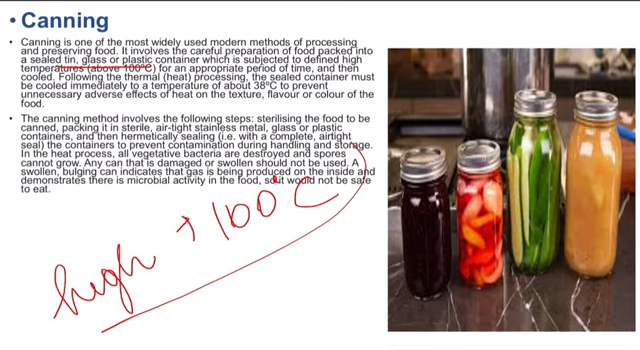 • Canning
• Canning is one of the most widely used modern methods of processing
and preserving food. It involves the careful preparation of food packed into
a sealed tin, glass or plastic container which is subjected to defined high
temperatures (above 100°C) for an appropriate period of time, and then
cooled. Following the thermal (heat) processing, the sealed container must
be cooled immediately to a temperature of about 38°C to prevent
unnecessary adverse effects of heat on the texture, flavour or colour of the
food.
• The canning method involves the following steps: sterilising the food to be
canned, packing it in sterile, air-tight stainless metal, glass or plastic
containers, and then hermetically sealing (i.e. with a complete, airtight
seal) the containers to prevent contamination during handling and storage.
In the heat process, all vegetative bacteria are destroyed and spores
cannot grow. Any can that is damaged or swollen should not be used. A
swollen, bulging can indicates that gas is being produced on the inside and
demonstrates there is microbial activity in the food, so it would not be safe
to eat.
high + 100°C